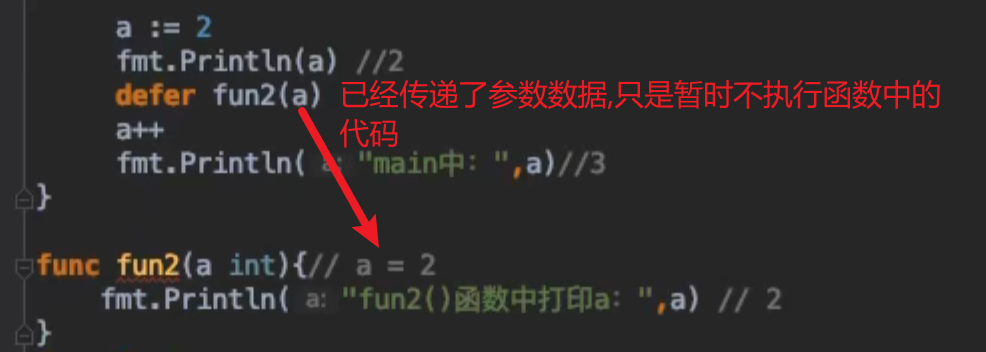 a := 2
fmt.Println(a) //2
defer fun2(a) 已经传递了参数数据,只是暂时不执行函数中的
代码
a++
fmt.Println( a: "main中: ",a)//3
}
func fun2(a int){// a = 2
fmt.Println( a: "fun2()函数中打印a: ",a) // 2
}